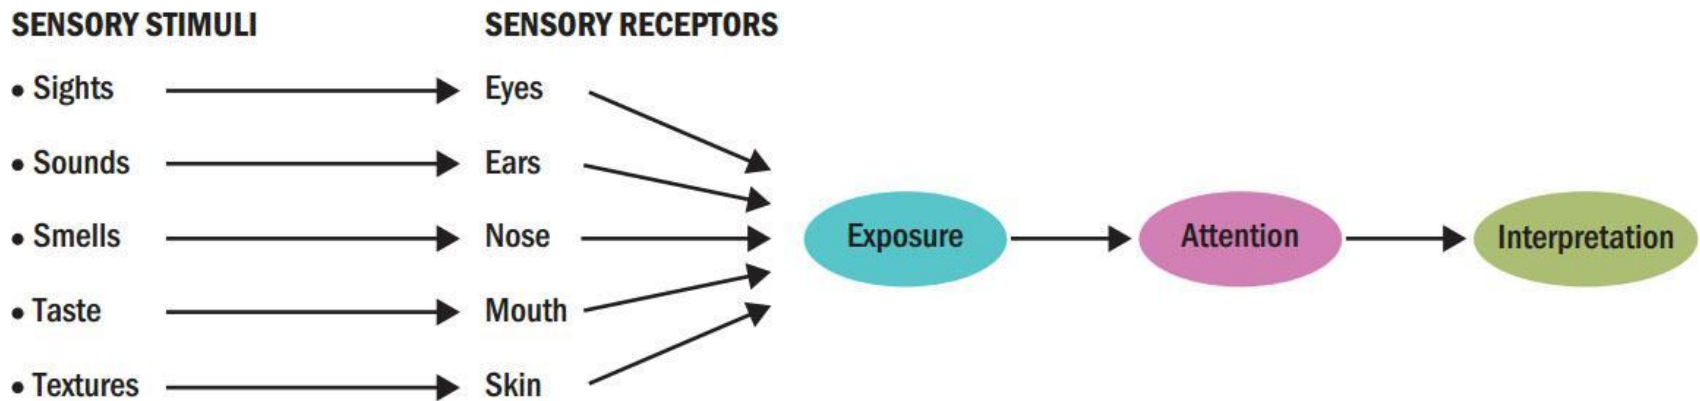 SENSORY STIMULI SENSORY RECEPTORS
• Sights Eyes
• Sounds Ears
• Smells Nose Exposure Attention Interpretation
• Taste Mouth
• Textures Skin